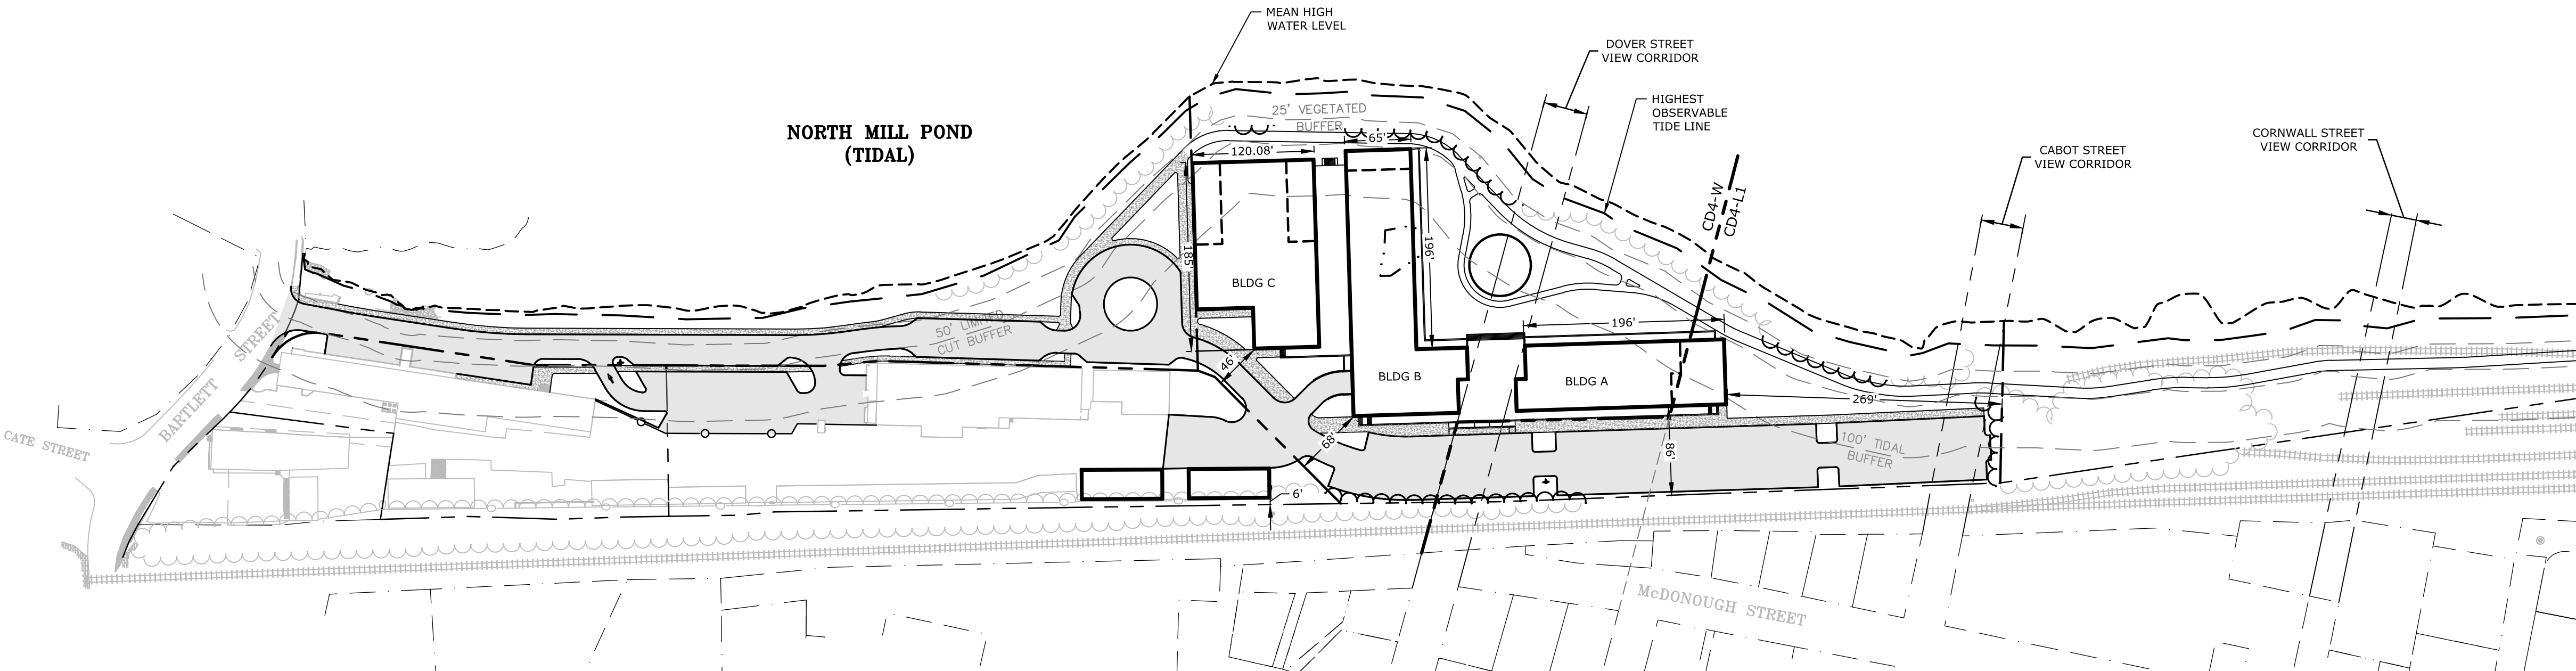 MEAN HIGH
WATER LEVEL
DOVER STREET
VIEW CORRIDOR
HIGHEST
OBSERVABLE
TIDE LINE
25' VEGETATED
BUFFER
NORTH MILL POND
(TIDAL)
CORNWALL STREET
VIEW CORRIDOR
CABOT STREET
VIEW CORRIDOR
65'
120.08'
CD4-W
CD4-L1
185'
196'
BLDG C
196'
50' LIMITED
CUT BUFFER
BARTLETT
STREET
46'
BLDG B
BLDG A
269'
CATE STREET
68'
86'
100' TIDAL
BUFFER
6'
McDONOUGH STREET